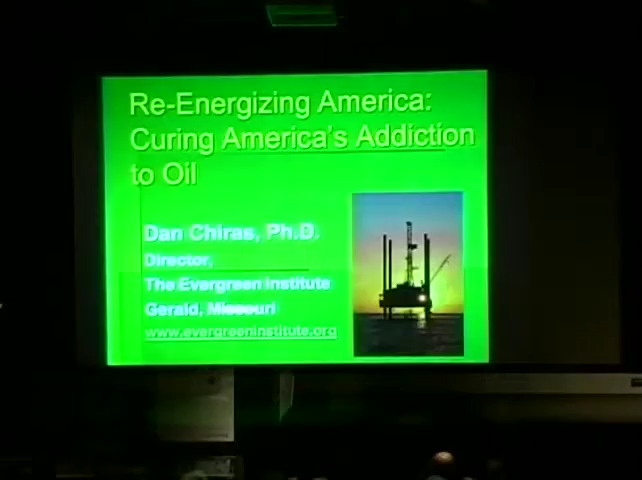 Re-Energizing America:
Curing America's Addiction
to Oil
Dan Chiras, Ph.D.
Director,
The Evergreen Institute
Gerald, Missouri
www.evergreeninstitute.org